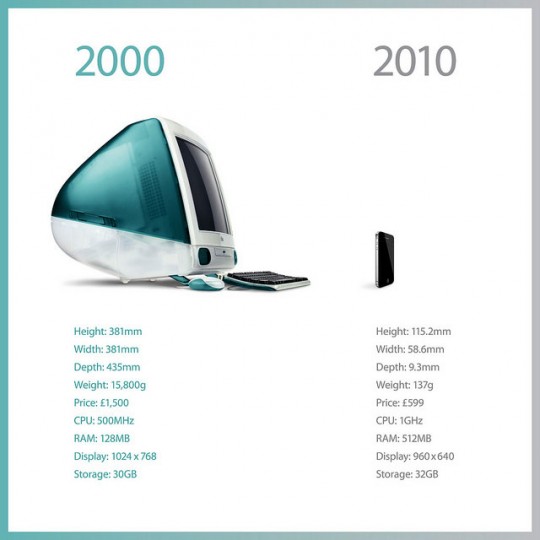 2000
2010
Height: 381mm
Width: 381mm
Depth: 435mm
Weight: 15,800g
Price: £1,500
CPU: 500MHz
RAM: 128MB
Display: 1024 x 768
Storage: 30GB
Height: 115.2mm
Width: 58.6mm
Depth: 9.3mm
Weight: 137g
Price: £599
CPU: 1GHz
RAM: 512MB
Display: 960 x 640
Storage: 32GB